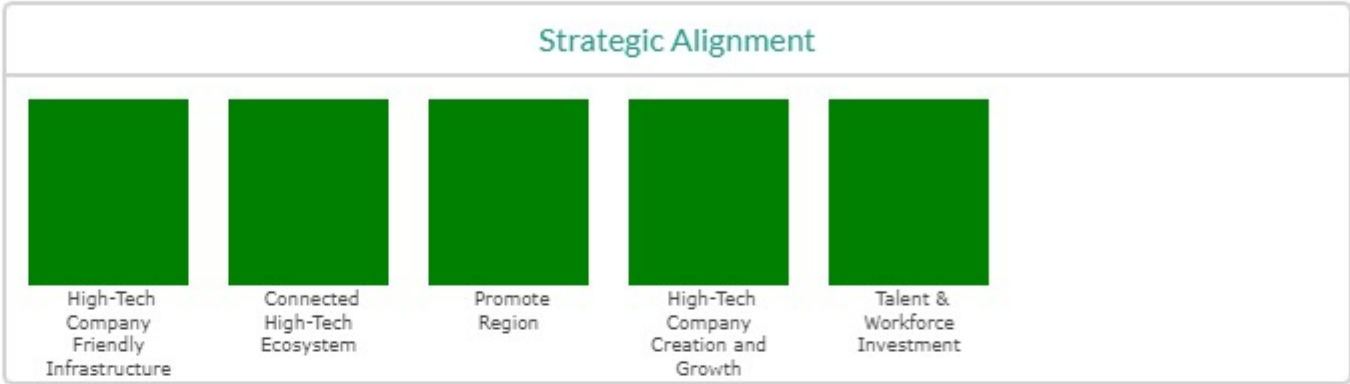 Strategic Alignment
High-Tech
Company
Friendly
Infrastructure
Connected
High-Tech
Ecosystem
Promote
Region
High-Tech
Company
Creation and
Growth
Talent &
Workforce
Investment